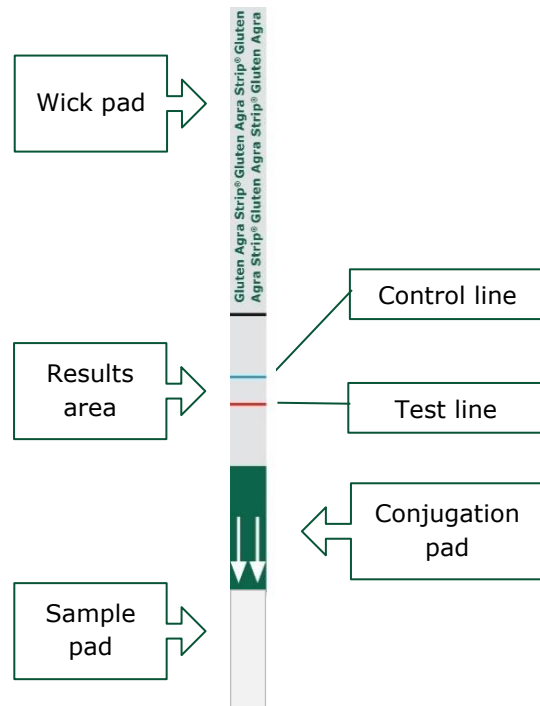 Wick pad
Gluten Agra Strip® Gluten Agra Strip® Gluten
Agra Strip® Gluten Agra Strip® Gluten Agra
Control line
Results
area
Test line
Conjugation
pad
Sample
pad